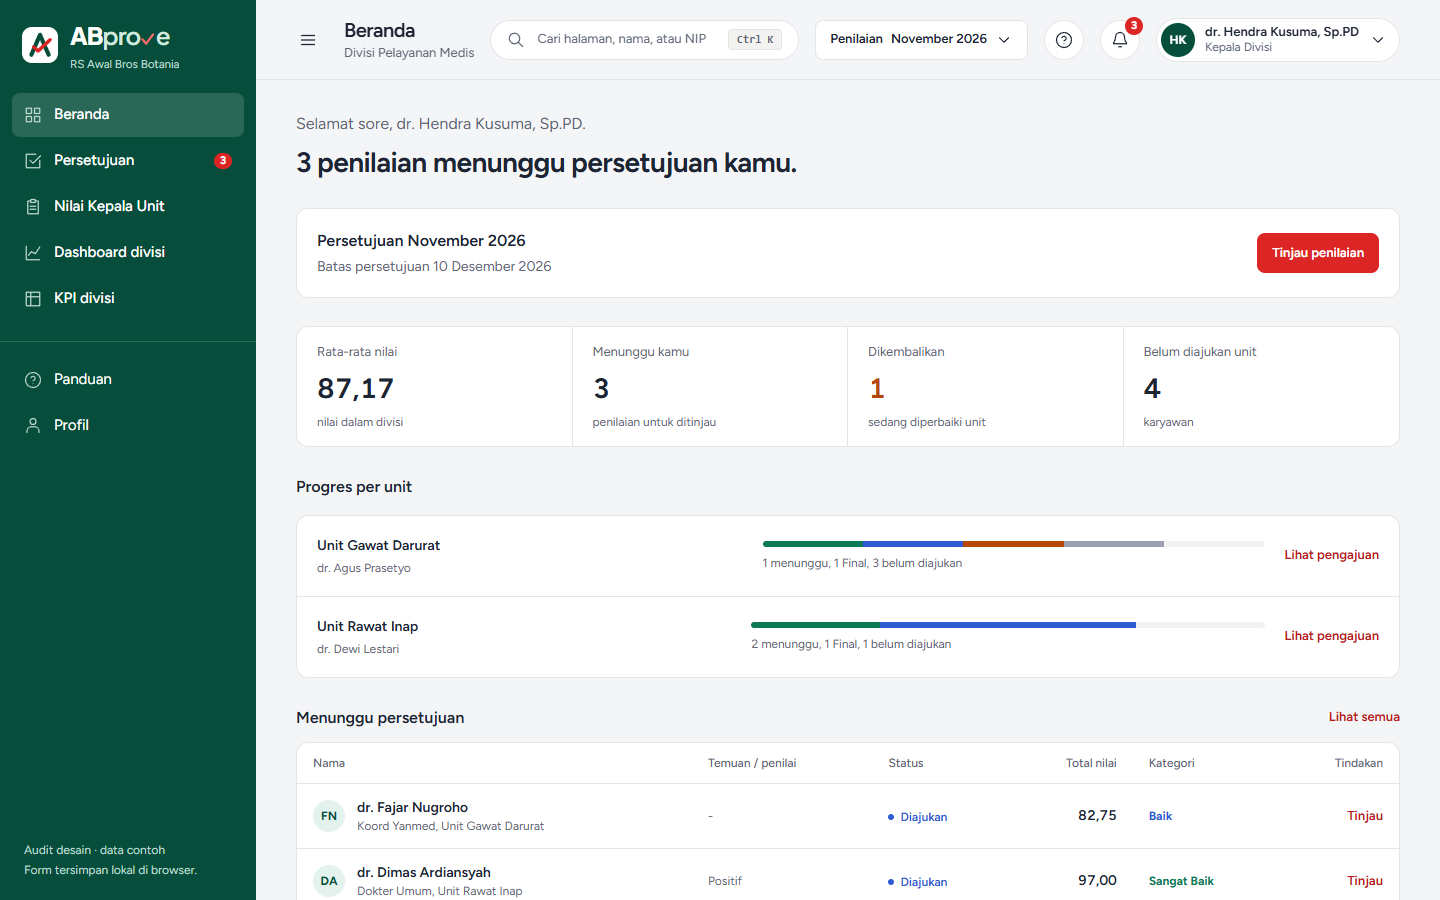 ABprove
RS Awal Bros Botania
Beranda
Persetujuan 3
Nilai Kepala Unit
Dashboard divisi
KPI divisi
Panduan
Profil
Audit desain · data contoh
Form tersimpan lokal di browser.
Beranda
Divisi Pelayanan Medis
Cari halaman, nama, atau NIP Ctrl K
Penilaian November 2026
3
HK
dr. Hendra Kusuma, Sp.PD
Kepala Divisi
Selamat sore, dr. Hendra Kusuma, Sp.PD.
3 penilaian menunggu persetujuan kamu.
Persetujuan November 2026
Batas persetujuan 10 Desember 2026
Tinjau penilaian
Rata-rata nilai
87,17
nilai dalam divisi
Menunggu kamu
3
penilaian untuk ditinjau
Dikembalikan
1
sedang diperbaiki unit
Belum diajukan unit
4
karyawan
Progres per unit
Unit Gawat Darurat
dr. Agus Prasetyo
1 menunggu, 1 Final, 3 belum diajukan
Lihat pengajuan
Unit Rawat Inap
dr. Dewi Lestari
2 menunggu, 1 Final, 1 belum diajukan
Lihat pengajuan
Menunggu persetujuan
Lihat semua
Nama Temuan / penilai Status Total nilai Kategori Tindakan
FN dr. Fajar Nugroho - Diajukan 82,75 Baik Tinjau
Koord Yanmed, Unit Gawat Darurat
DA dr. Dimas Ardiansyah Positif Diajukan 97,00 Sangat Baik Tinjau
Dokter Umum, Unit Rawat Inap